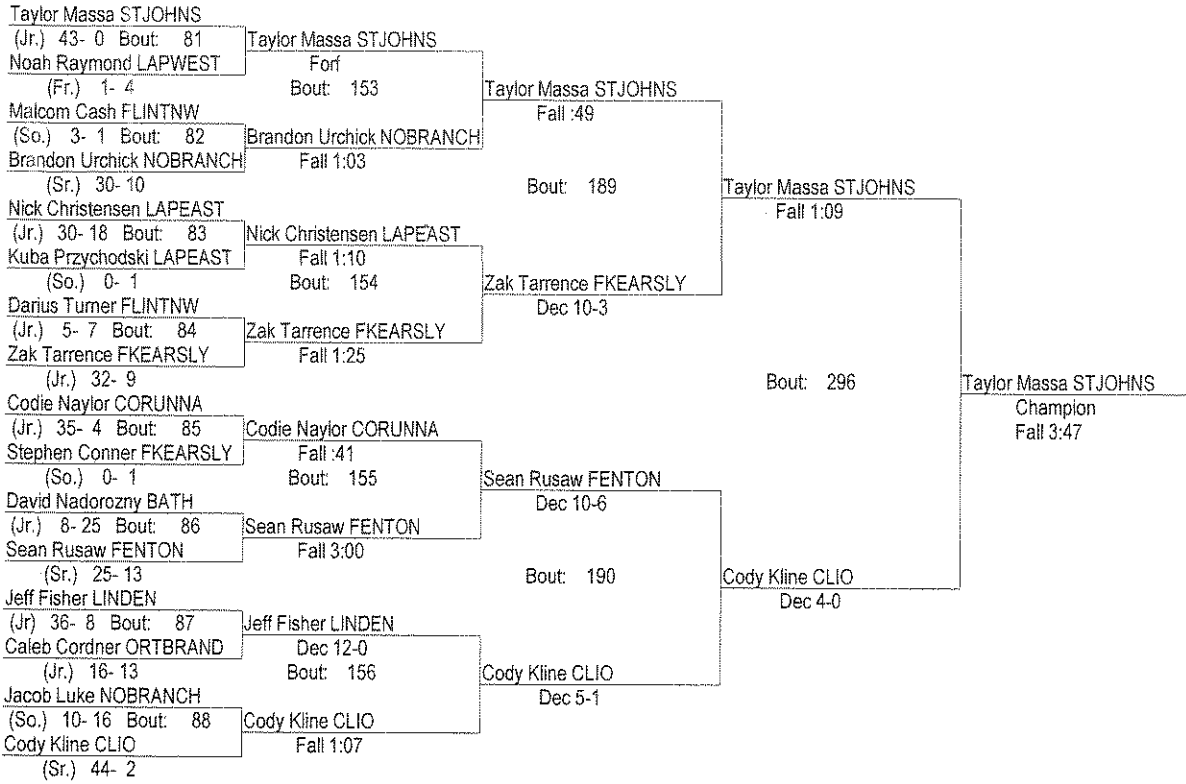 Taylor Massa STJOHNS
(Jr.) 43- 0 Bout: 81
Noah Raymond LAPWEST
(Fr.) 1- 4
Malcom Cash FLINTNW
(So.) 3- 1 Bout: 82
Brandon Urchick NOBRANCH
(Sr.) 30- 10
Nick Christensen LAPEAST
(Jr.) 30- 18 Bout: 83
Kuba Przychodski LAPEAST
(So.) 0- 1
Darius Turner FLINTNW
(Jr.) 5- 7 Bout: 84
Zak Tarrence FKEARSLY
(Jr.) 32- 9
Codie Naylor CORUNNA
(Jr.) 35- 4 Bout: 85
Stephen Conner FKEARSLY
(So.) 0- 1
David Nadorozny BATH
(Jr.) 8- 25 Bout: 86
Sean Rusaw FENTON
(Sr.) 25- 13
Jeff Fisher LINDEN
(Jr) 36- 8 Bout: 87
Caleb Cordner ORTBRAND
(Jr.) 16- 13
Jacob Luke NOBRANCH
(So.) 10- 16 Bout: 88
Cody Kline CLIO
(Sr.) 44- 2
Taylor Massa STJOHNS
Forf
Bout: 153
Brandon Urchick NOBRANCH
Fall 1:03
Nick Christensen LAPEAST
Fall 1:10
Bout: 154
Zak Tarrence FKEARSLY
Fall 1:25
Codie Naylor CORUNNA
Fall :41
Bout: 155
Sean Rusaw FENTON
Fall 3:00
Jeff Fisher LINDEN
Dec 12-0
Bout: 156
Cody Kline CLIO
Fall 1:07
Taylor Massa STJOHNS
Fall :49
Bout: 189
Zak Tarrence FKEARSLY
Dec 10-3
Sean Rusaw FENTON
Dec 10-6
Bout: 190
Cody Kline CLIO
Dec 5-1
Taylor Massa STJOHNS
Fall 1:09
Bout: 296
Cody Kline CLIO
Dec 4-0
Taylor Massa STJOHNS
Champion
Fall 3:47